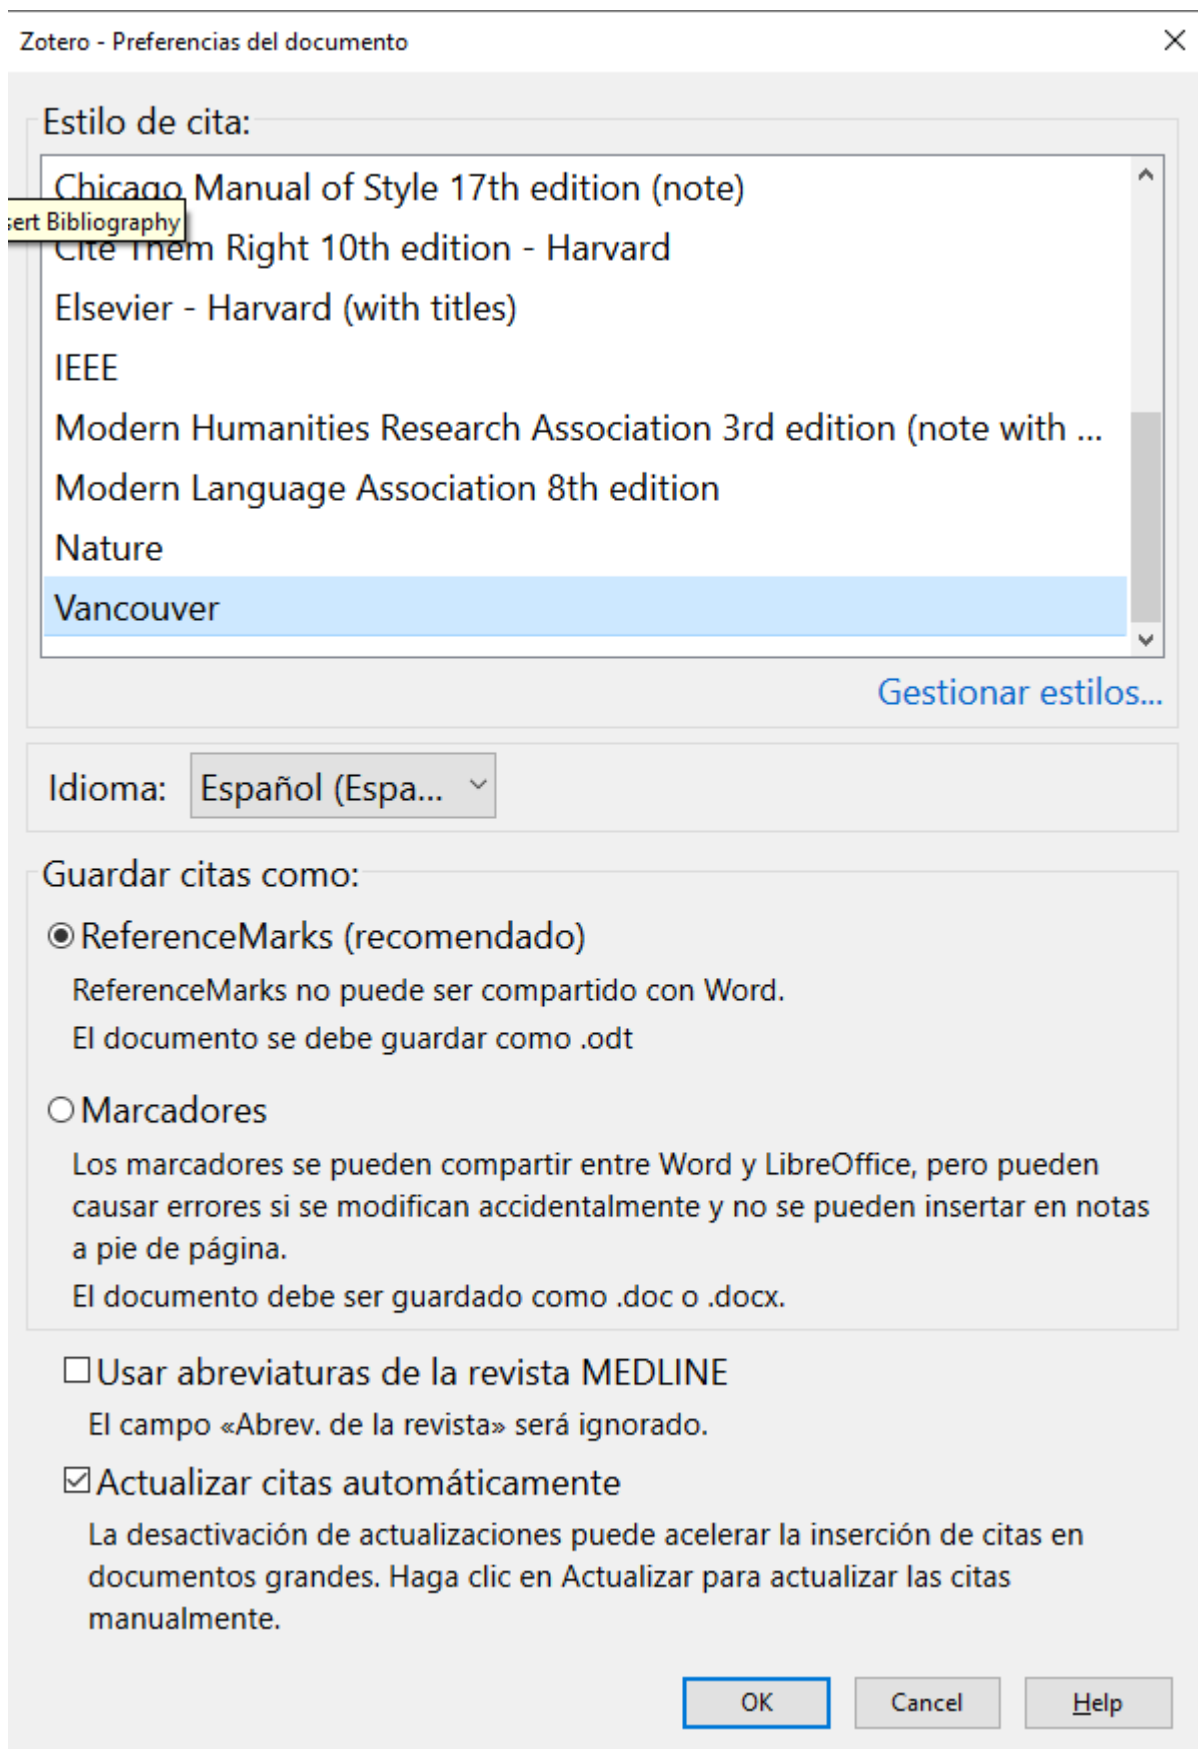 Zotero - Preferencias del documento
Estilo de cita:
Chicago Manual of Style 17th edition (note)
sert Bibliography
Cite Them Right 10th edition - Harvard
Elsevier - Harvard (with titles)
IEEE
Modern Humanities Research Association 3rd edition (note with ...
Modern Language Association 8th edition
Nature
Vancouver
Gestionar estilos...
Idioma: Español (Espa...
Guardar citas como:
ReferenceMarks (recomendado)
ReferenceMarks no puede ser compartido con Word.
El documento se debe guardar como .odt
Marcadores
Los marcadores se pueden compartir entre Word y LibreOffice, pero pueden
causar errores si se modifican accidentalmente y no se pueden insertar en notas
a pie de página.
El documento debe ser guardado como .doc o .docx.
Usar abreviaturas de la revista MEDLINE
El campo «Abrev. de la revista» será ignorado.
Actualizar citas automáticamente
La desactivación de actualizaciones puede acelerar la inserción de citas en
documentos grandes. Haga clic en Actualizar para actualizar las citas
manualmente.
OK Cancel Help